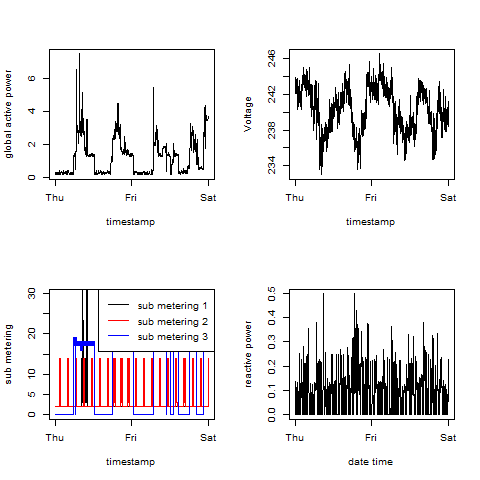 global active power
0 2 4 6
Thu Fri Sat
timestamp
Voltage
234 238 242 246
Thu Fri Sat
timestamp
sub metering
0 5 15 20 30
sub metering 1
sub metering 2
sub metering 3
Thu Fri Sat
timestamp
reactive power
0.0 0.1 0.2 0.3 0.4 0.5
Thu Fri Sat
date time